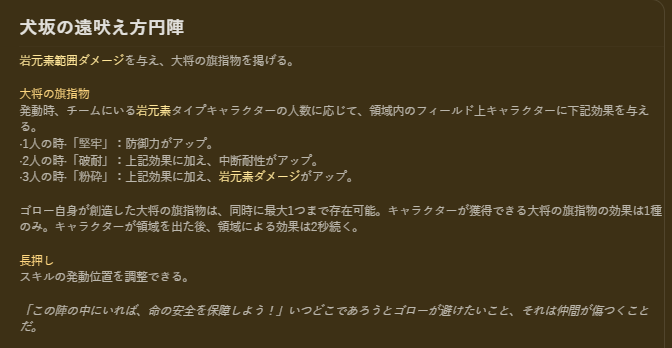 犬坂の遠吠え方円陣
岩元素範囲ダメージを与え、大将の旗指物を掲げる。
大将の旗指物
発動時、チームにいる岩元素タイプキャラクターの人数に応じて、領域内のフィールド上キャラクターに下記効果を与え
る。
·1人の時·「堅牢」：防御力がアップ。
·2人の時·「破耐」：上記効果に加え、中断耐性がアップ。
·3人の時·「粉砕」：上記効果に加え、岩元素ダメージがアップ。
ゴロー自身が創造した大将の旗指物は、同時に最大1つまで存在可能。キャラクターが獲得できる大将の旗指物の効果は1種
のみ。キャラクターが領域を出た後、領域による効果は2秒続く。
長押し
スキルの発動位置を調整できる。
「この陣の中にいれば、命の安全を保障しよう！」いつどこであろうとゴローが避けたいこと、それは仲間が傷つくこと
だ。